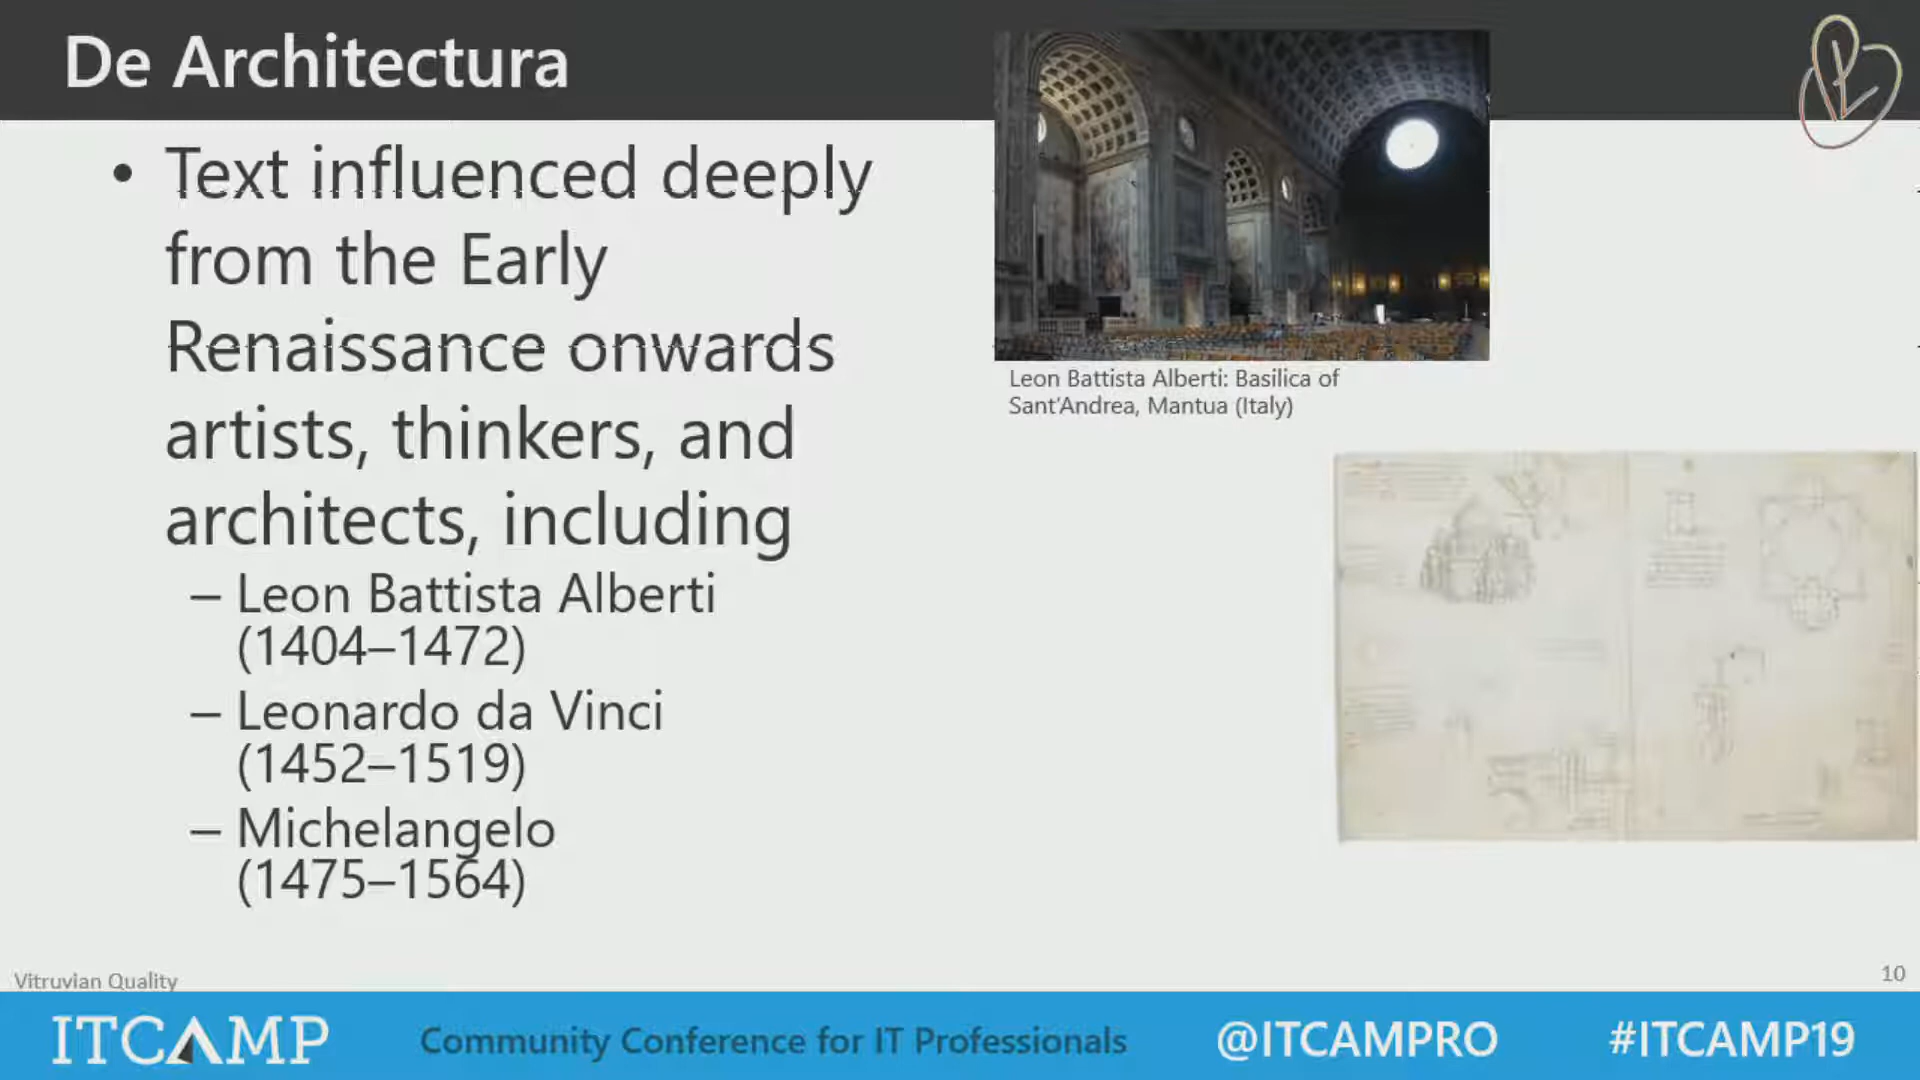 De Architectura
• Text influenced deeply
from the Early
Renaissance onwards
artists, thinkers, and
architects, including
– Leon Battista Alberti
(1404–1472)
– Leonardo da Vinci
(1452–1519)
– Michelangelo
(1475–1564)
Leon Battista Alberti: Basilica of
Sant'Andrea, Mantua (Italy)
Vitruvian Quality
10
ITCAMP
Community Conference for IT Professionals
@ITCAMPRO
#ITCAMP19